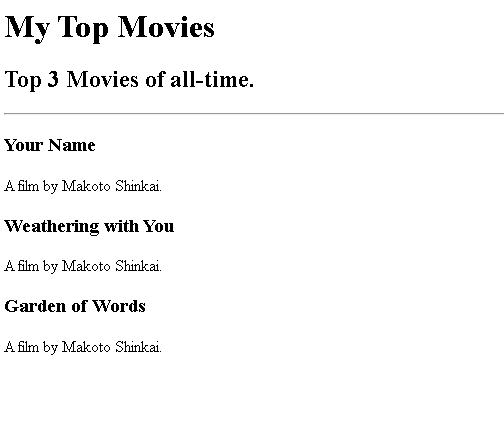 My Top Movies
Top 3 Movies of all-time.
Your Name
A film by Makoto Shinkai.
Weathering with You
A film by Makoto Shinkai.
Garden of Words
A film by Makoto Shinkai.